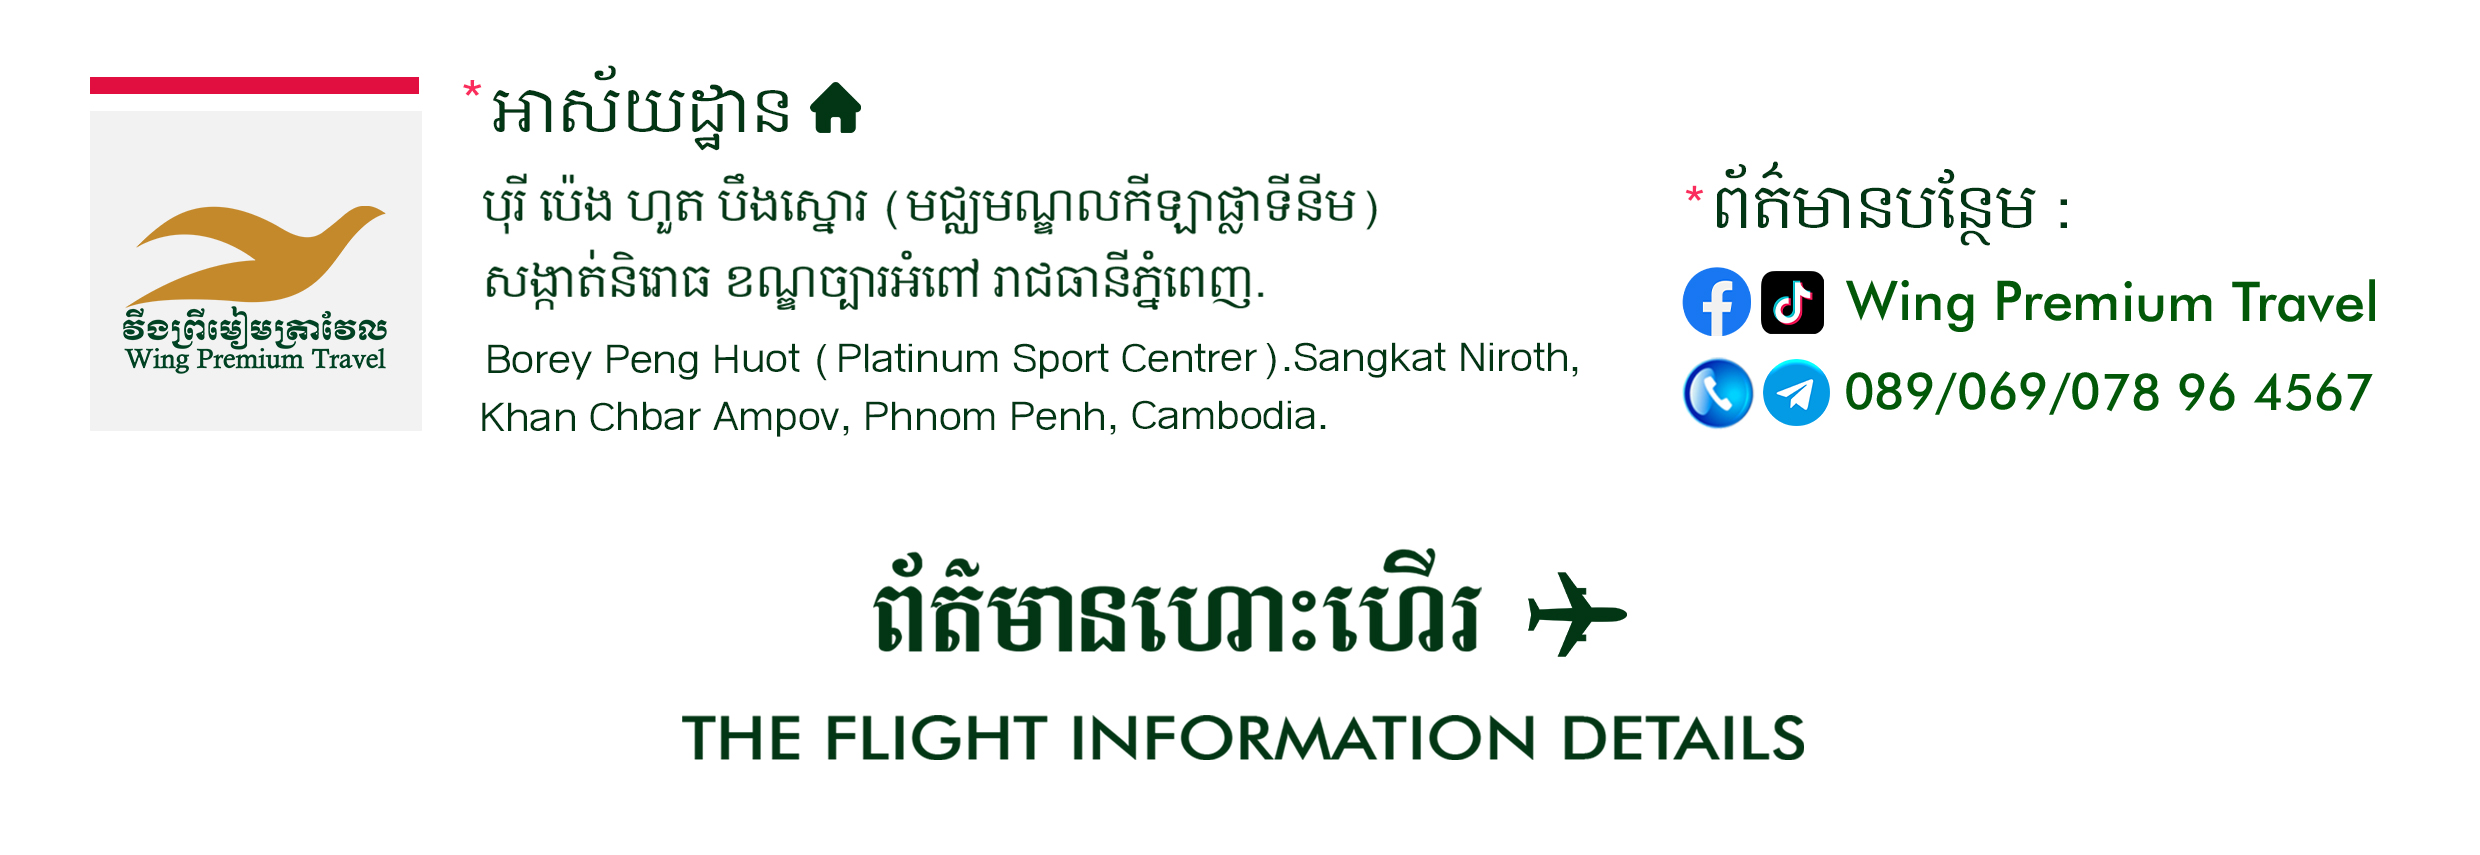 វីងព្រីមៀមត្រាវែល
Wing Premium Travel
*អាស័យដ្ឋាន
បុរី ប៉េង ហួត បឹងស្នោរ (មជ្ឈមណ្ឌលកីឡាផ្លាទីនីម)
សង្កាត់និរោធ ខណ្ឌច្បារអំពៅ រាជធានីភ្នំពេញ.
Borey Peng Huot (Platinum Sport Centrer).Sangkat Niroth,
Khan Chbar Ampov, Phnom Penh, Cambodia.
*ព័ត៌មានបន្ថែម :
Wing Premium Travel
089/069/078 96 4567
ព័ត៌មានហោះហើរ
THE FLIGHT INFORMATION DETAILS